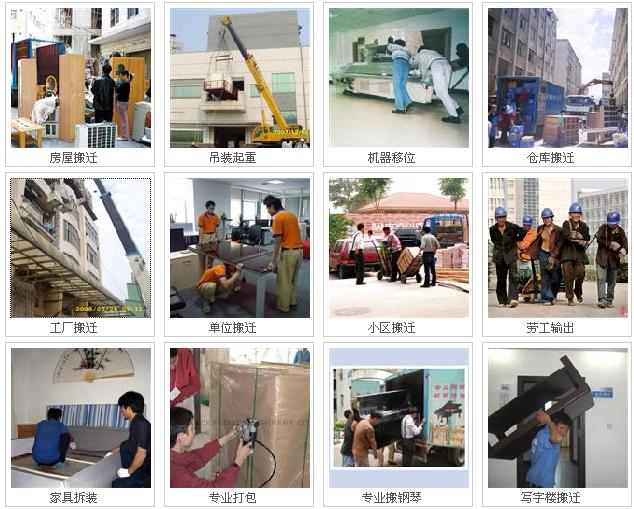 房屋搬迁
吊装起重
2007/12/
机器移位
仓库搬迁
工厂搬迁
单位搬迁
小区搬迁
劳工输出
家具拆装
专业打包
专业搬钢琴
写字楼搬迁